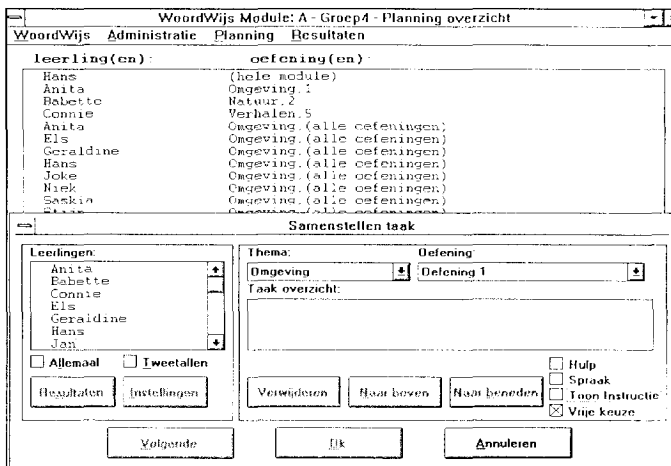 WoordWijs Module: A - Groep4 - Planning overzicht
WoordWijs Administratie Planning Resultaten
leerling(en): oefening(en):
Hans (hele module)
Anita Omgeving.1
Babette Natuur.2
Connie Verhalen.5
Anita Omgeving.(alle oefeningen)
Els Omgeving.(alle oefeningen)
Geraldine Omgeving.(alle oefeningen)
Hans Omgeving.(alle oefeningen)
Joke Omgeving.(alle oefeningen)
Niek Omgeving.(alle oefeningen)
Saskia Omgeving.(alle oefeningen)
Omgeving.(alle oefeningen)
Samenstellen taak
Leerlingen:
Anita
Babette
Connie
Els
Geraldine
Hans
Jan
Allemaal Tweetallen
Resultaten Instellingen
Thema: Oefening:
Omgeving Oefening 1
Taak overzicht:
Verwijderen Naar boven Naar beneden
Hulp
Spraak
Toon Instructie
Vrije keuze
Volgende Ok Annuleren